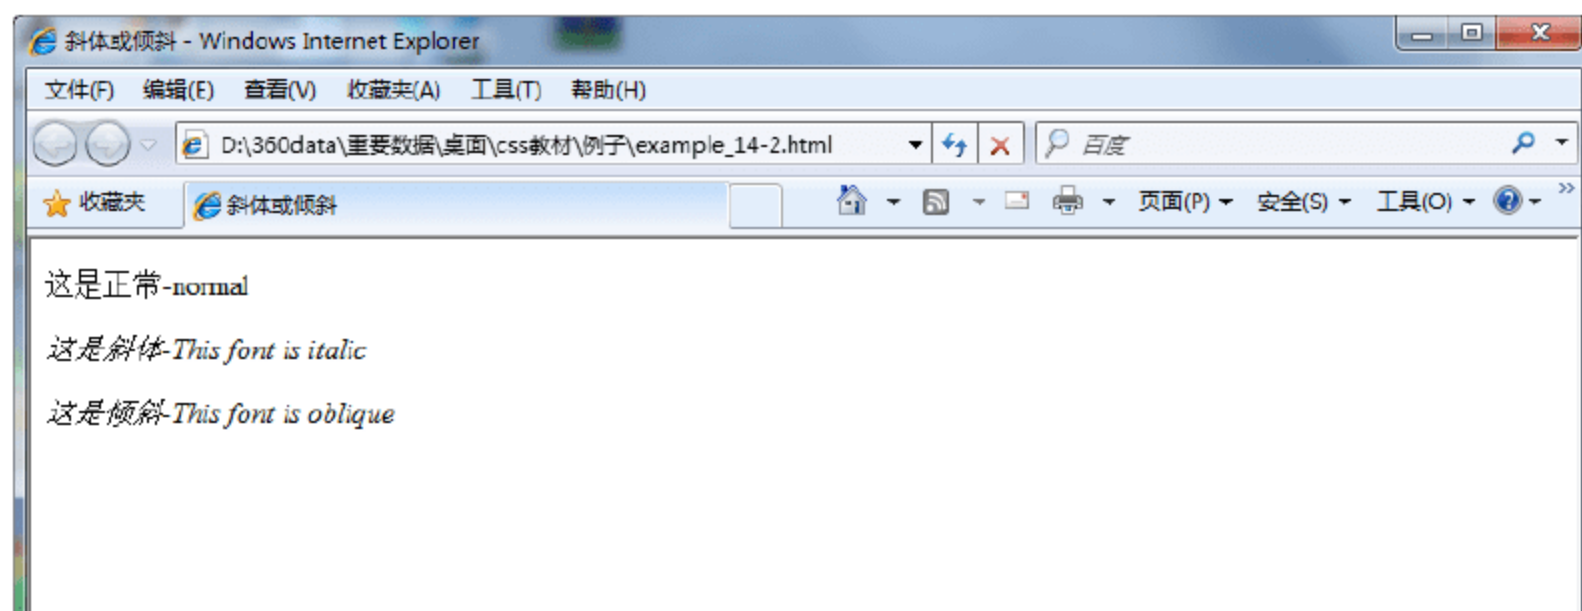 斜体或倾斜 - Windows Internet Explorer
文件(F) 编辑(E) 查看(V) 收藏夹(A) 工具(T) 帮助(H)
D:\360data\重要数据\桌面\css教材\例子\example_14-2.html 百度
收藏夹 斜体或倾斜 页面(P) 安全(S) 工具(O)
这是正常-normal
这是斜体-This font is italic
这是倾斜-This font is oblique